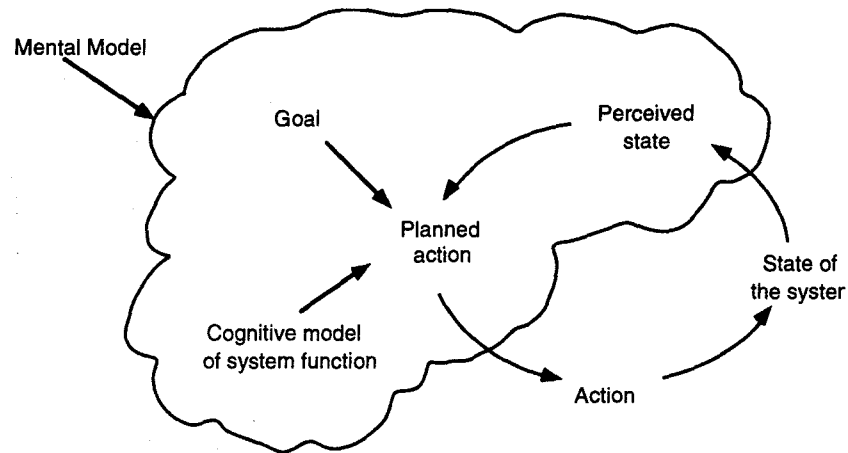 Mental Model
Goal
Perceived
state
Planned
action
State of
the syster
Cognitive model
of system function
Action